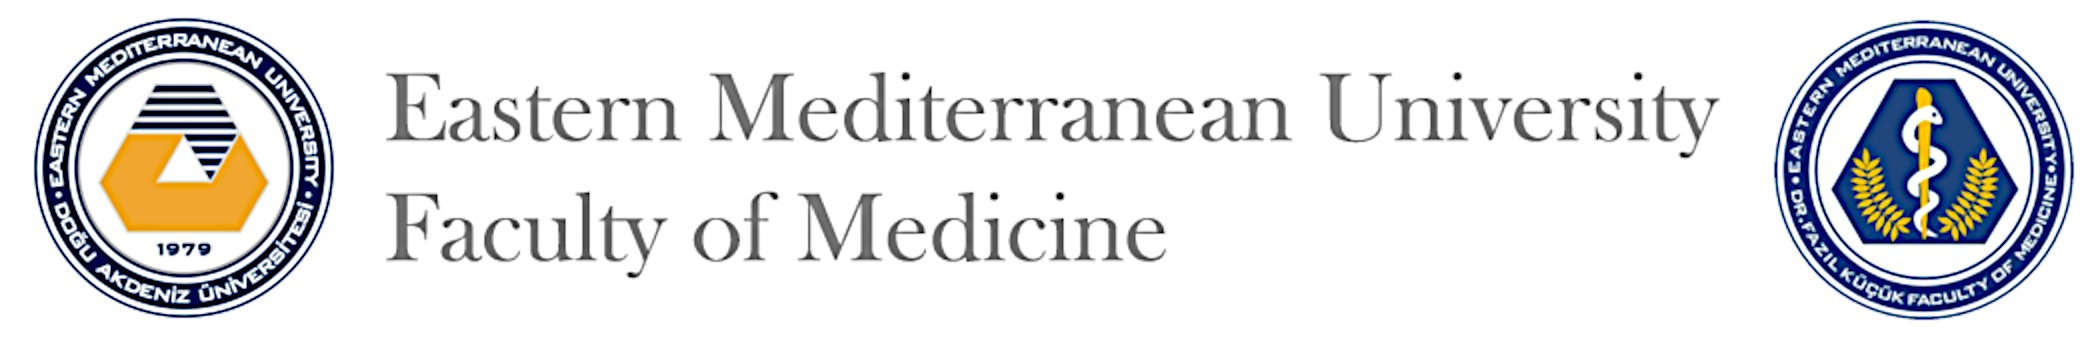 • EASTERN MEDITERRANEAN UNIVERSITY •
DOĞU AKDENİZ ÜNİVERSİTESİ
1979
Eastern Mediterranean University
Faculty of Medicine
• EASTERN MEDITERRANEAN UNIVERSITY •
DR. FAZIL KÜÇÜK FACULTY OF MEDICINE